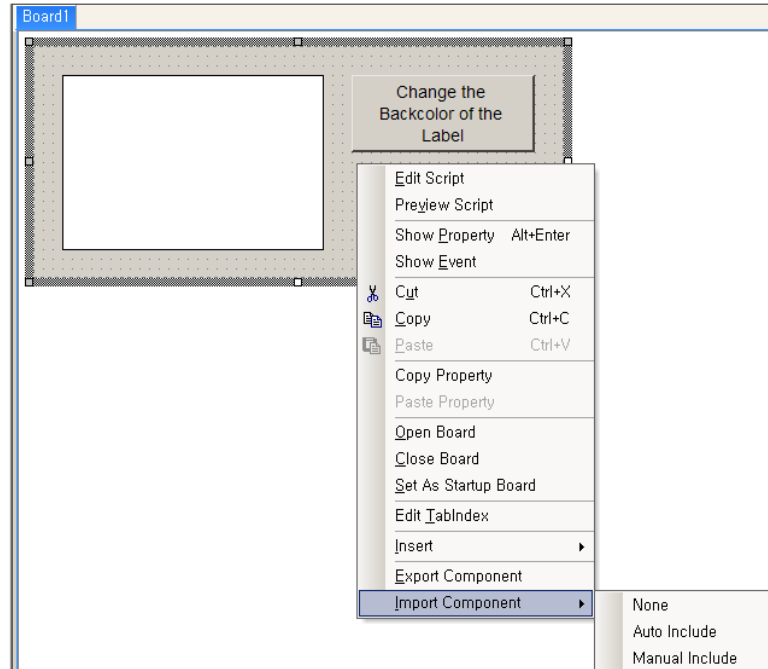 Board1
Change the
Backcolor of the
Label
Edit Script
Preview Script
Show Property Alt+Enter
Show Event
Cut Ctrl+X
Copy Ctrl+C
Paste Ctrl+V
Copy Property
Paste Property
Open Board
Close Board
Set As Startup Board
Edit TabIndex
Insert
Export Component
Import Component
None
Auto Include
Manual Include